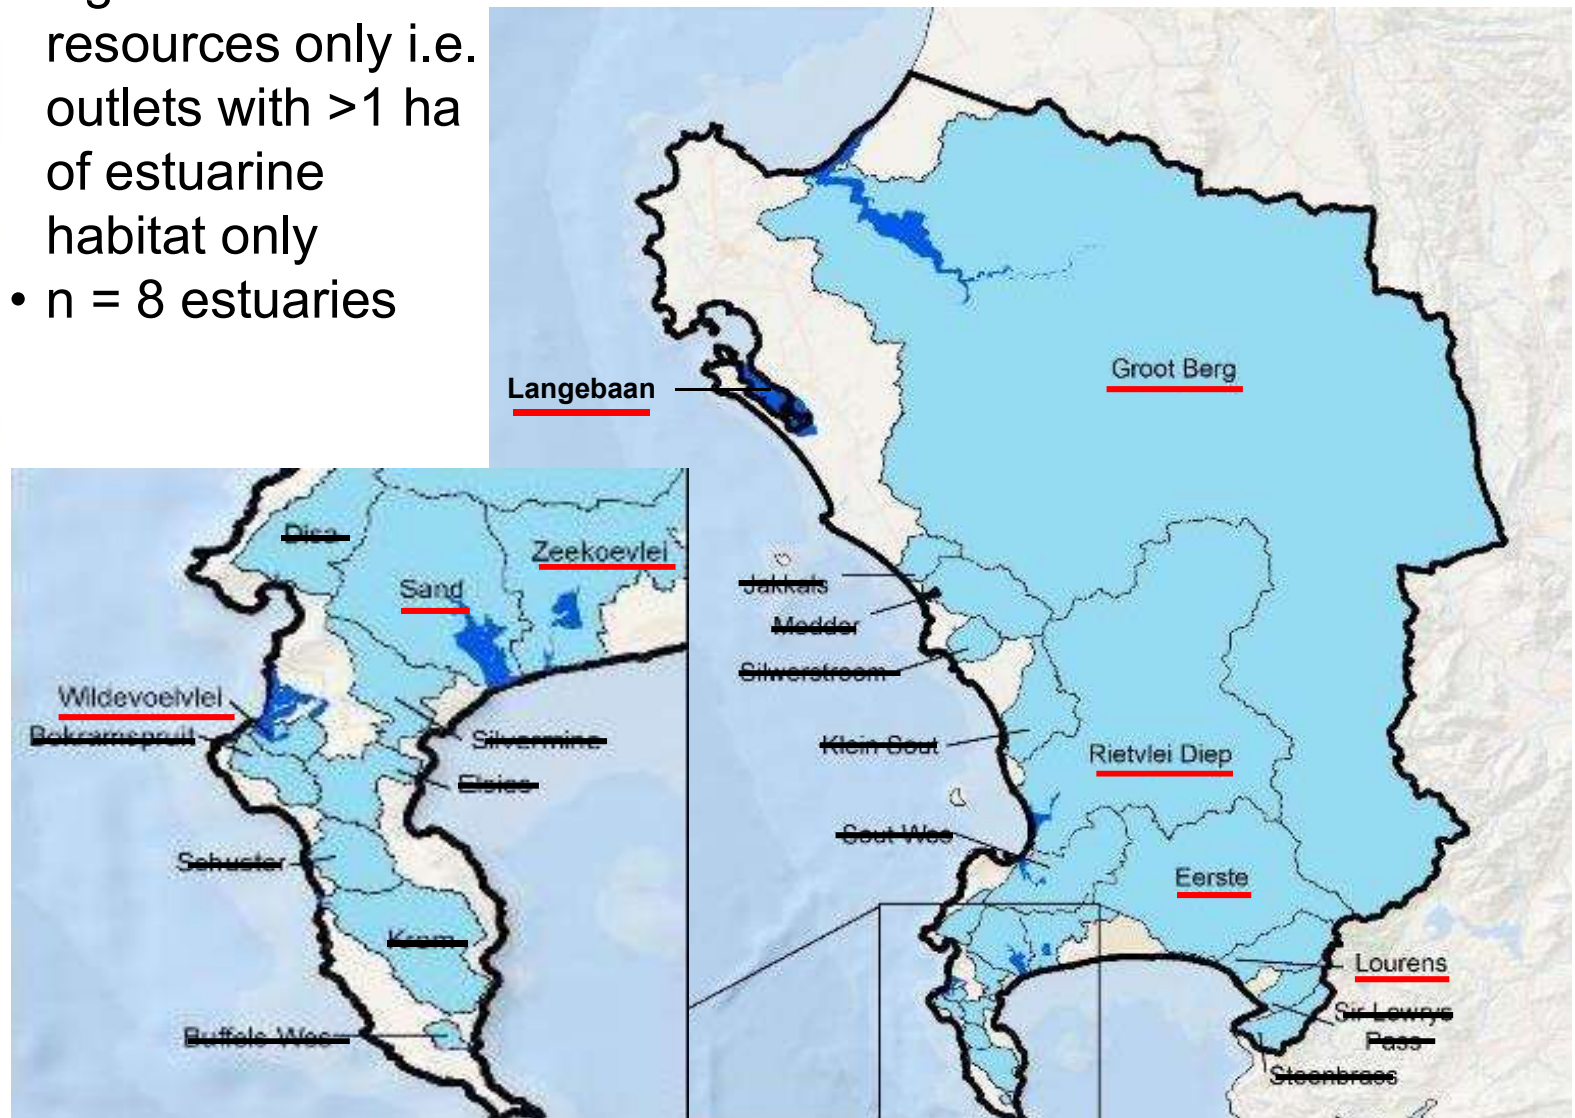 resources only i.e.
outlets with >1 ha
of estuarine
habitat only
• n = 8 estuaries
Groot Berg
Langebaan
Disa
Zeekoevlei
Sand
Jakkals
Modder
Silwerstroom
Wildevoelvlei
Bokramspruit
Silvermine
Elsies
Klein Sout
Rietvlei Diep
Sout Wes
Schuster
Eerste
Krom
Lourens
Sir Lowrys
Pass
Buffels Wes
Steenbras